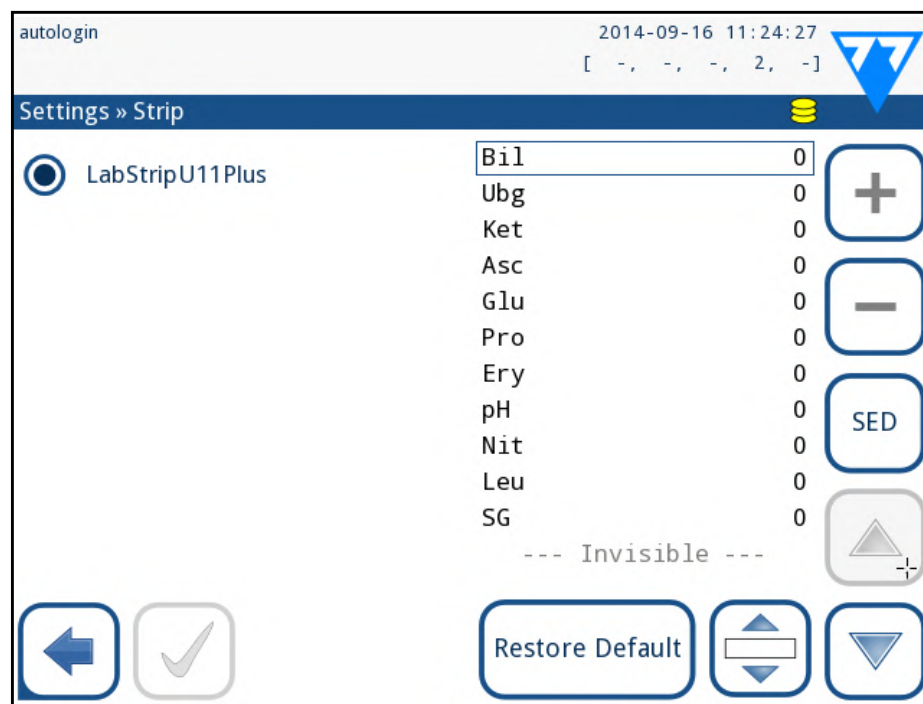 autologin
2014-09-16 11:24:27
[ -, -, -, 2, -]
Settings » Strip
LabStripU11Plus
Bil 0
Ubg 0
Ket 0
Asc 0
Glu 0
Pro 0
Ery 0
pH 0
Nit 0
Leu 0
SG 0
--- Invisible ---
SED
Restore Default